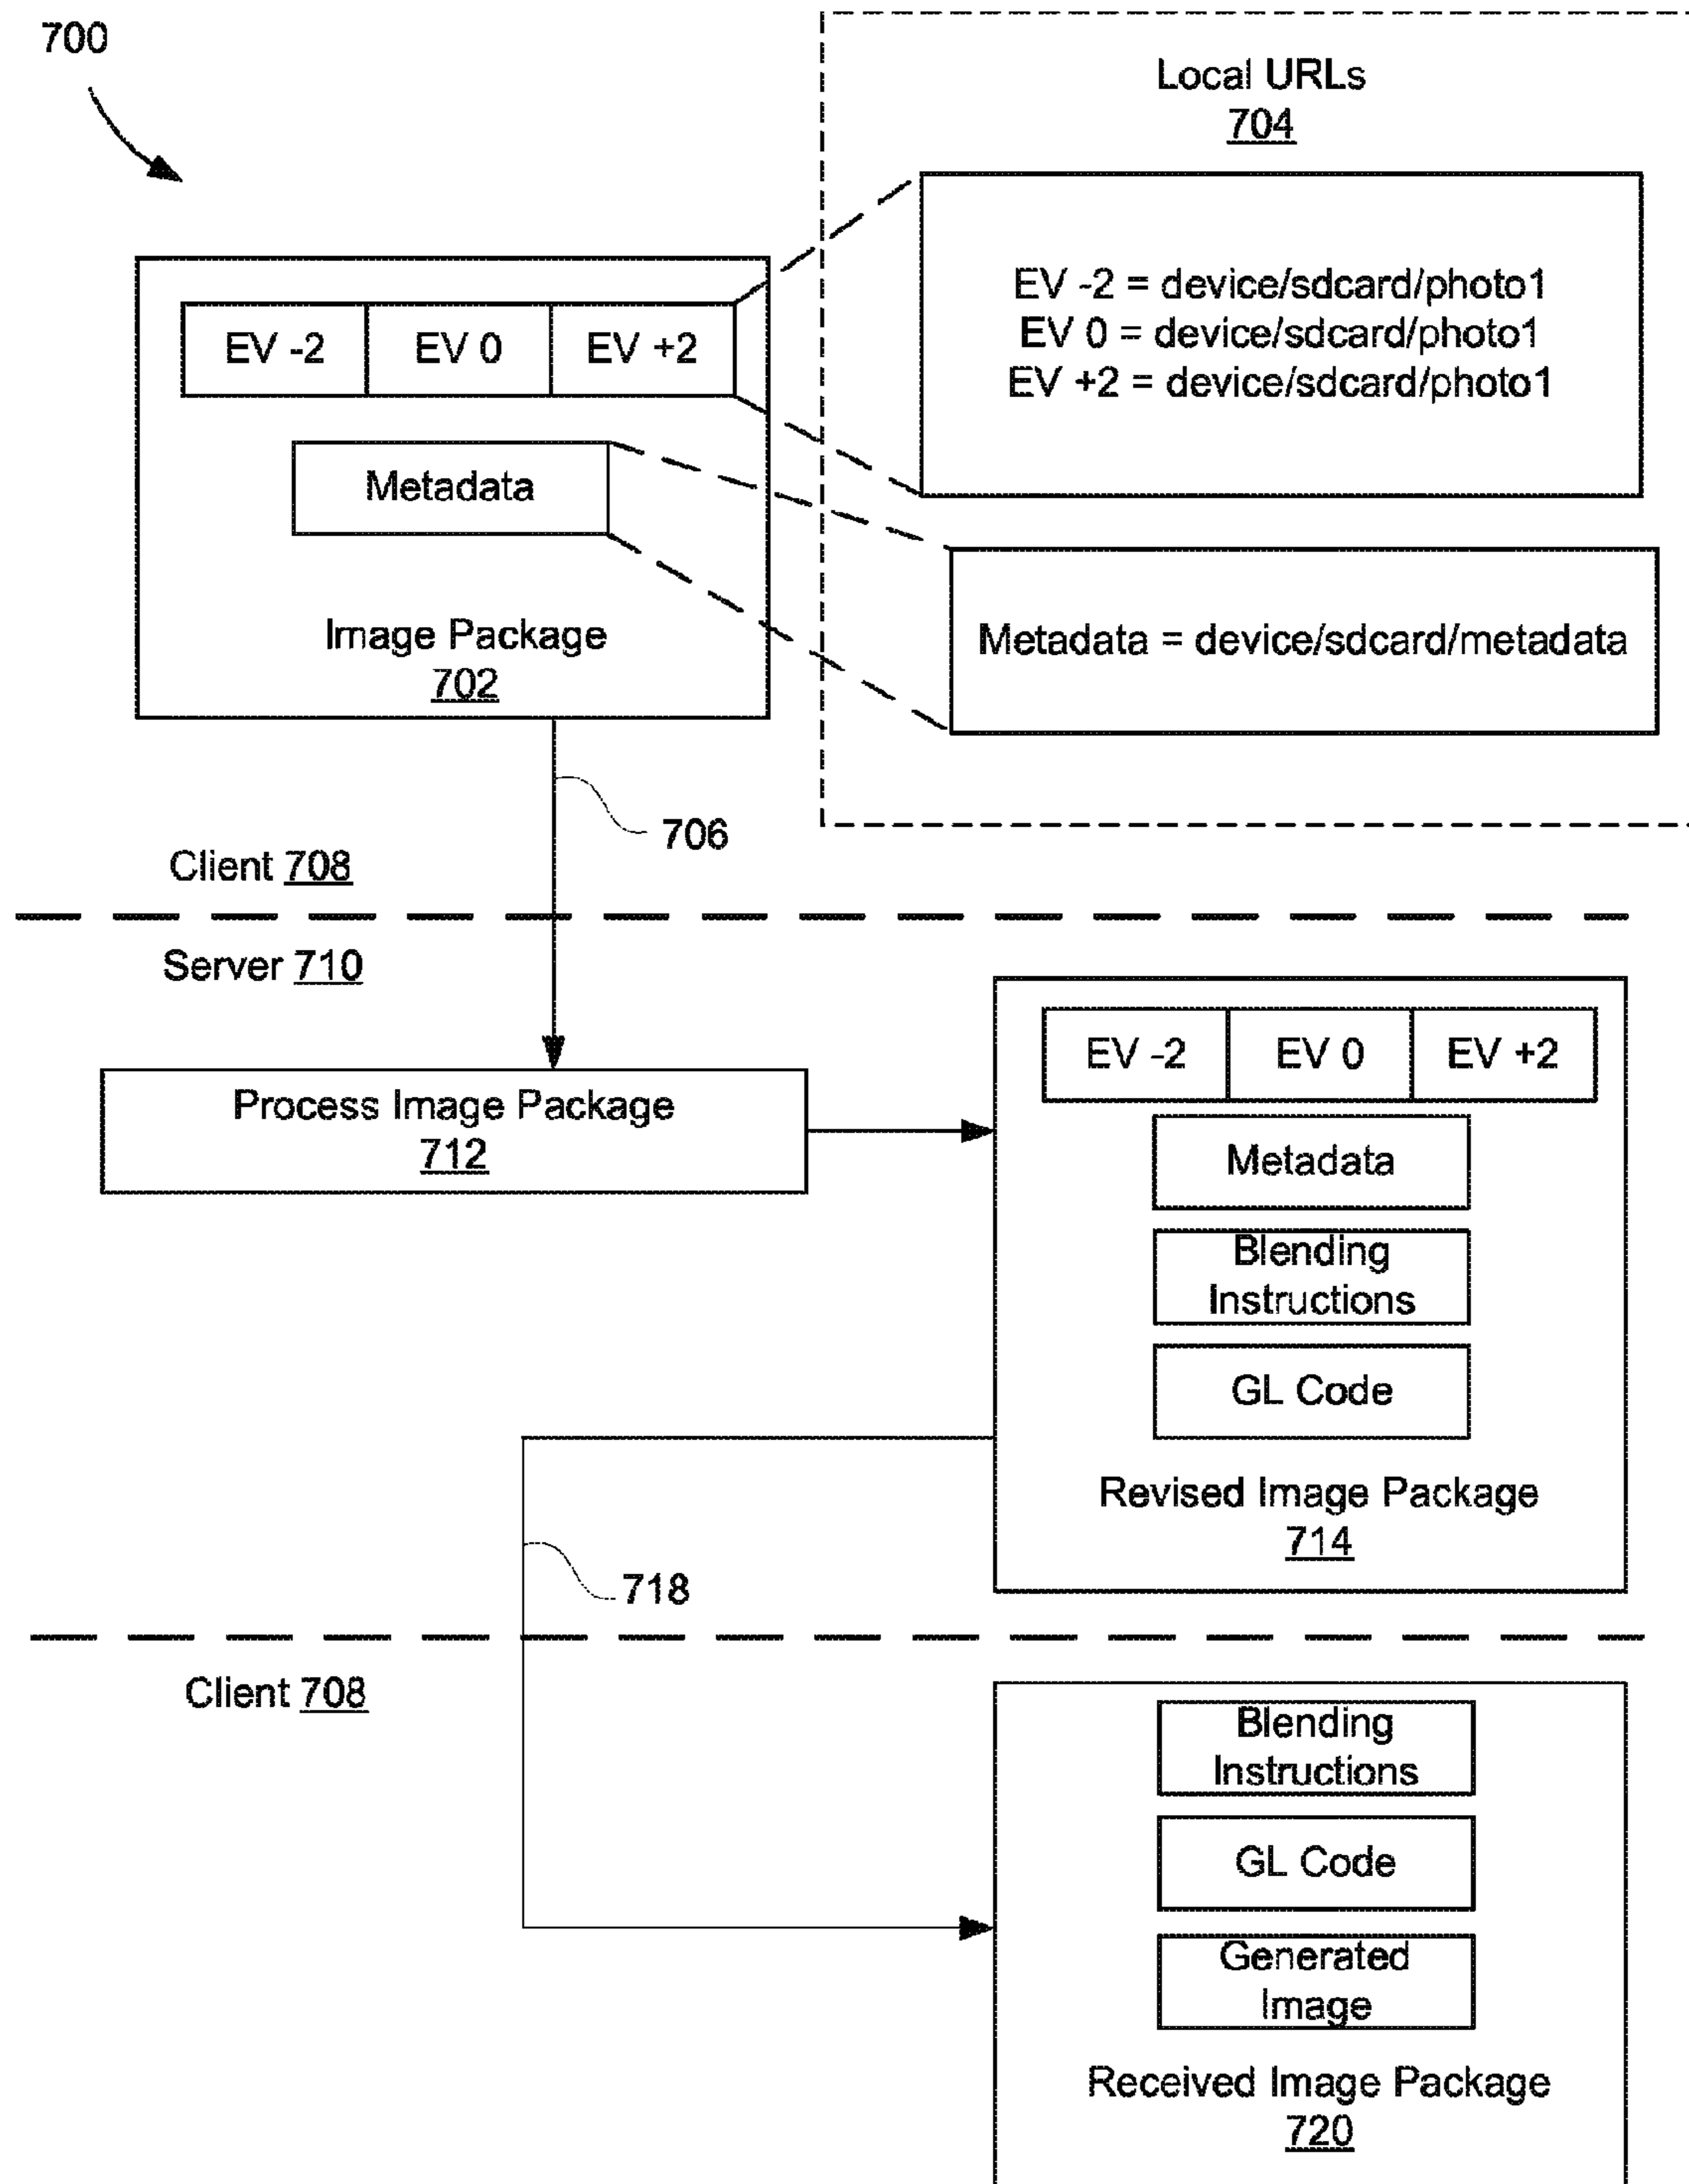 700
Local URLs
704
EV -2 = device/sdcard/photo1
EV 0 = device/sdcard/photo1
EV +2 = device/sdcard/photo1
EV -2 EV 0 EV +2
Metadata
Metadata = device/sdcard/metadata
Image Package
702
706
Client 708
Server 710
Process Image Package
712
EV -2 EV 0 EV +2
Metadata
Blending
Instructions
GL Code
Revised Image Package
714
718
Client 708
Blending
Instructions
GL Code
Generated
Image
Received Image Package
720